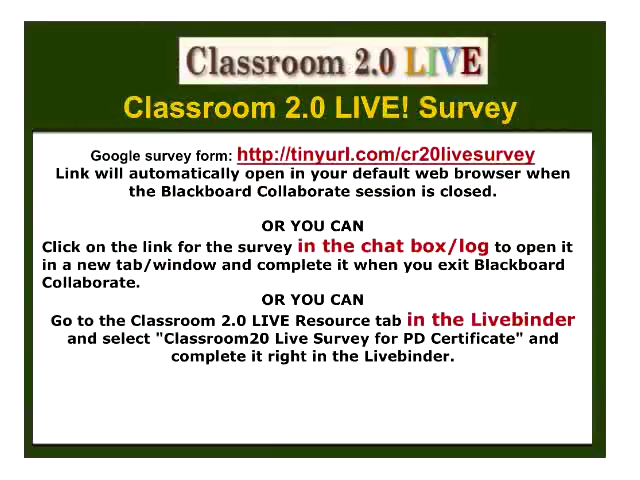 Classroom 2.0 LIVE
Classroom 2.0 LIVE! Survey
Google survey form: http://tinyurl.com/cr20livesurvey
Link will automatically open in your default web browser when
the Blackboard Collaborate session is closed.
OR YOU CAN
Click on the link for the survey in the chat box/log to open it
in a new tab/window and complete it when you exit Blackboard
Collaborate.
OR YOU CAN
Go to the Classroom 2.0 LIVE Resource tab in the Livebinder
and select "Classroom20 Live Survey for PD Certificate" and
complete it right in the Livebinder.